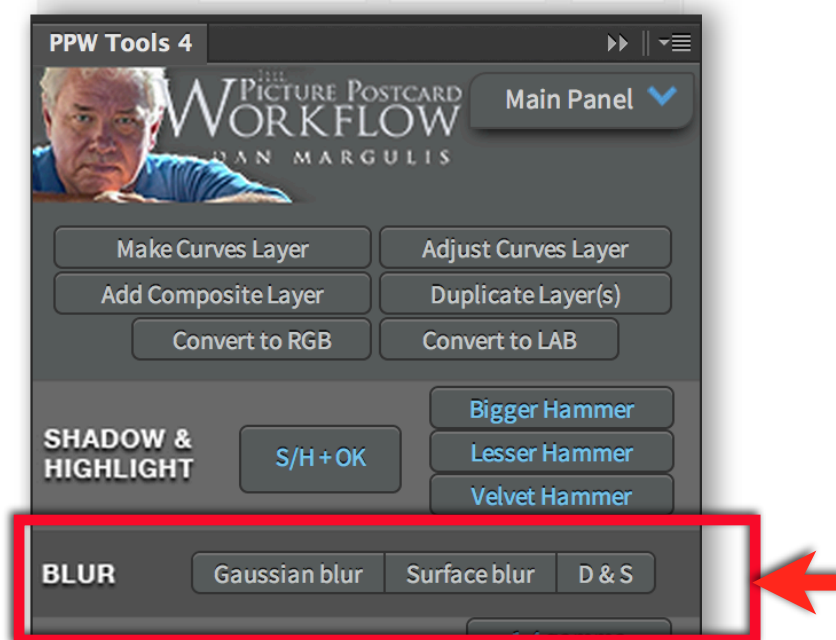 PPW Tools 4
THE
PICTURE POSTCARD
WORKFLOW
DAN MARGULIS
Main Panel
Make Curves Layer
Adjust Curves Layer
Add Composite Layer
Duplicate Layer(s)
Convert to RGB
Convert to LAB
SHADOW &
HIGHLIGHT
S/H + OK
Bigger Hammer
Lesser Hammer
Velvet Hammer
BLUR
Gaussian blur
Surface blur
D & S